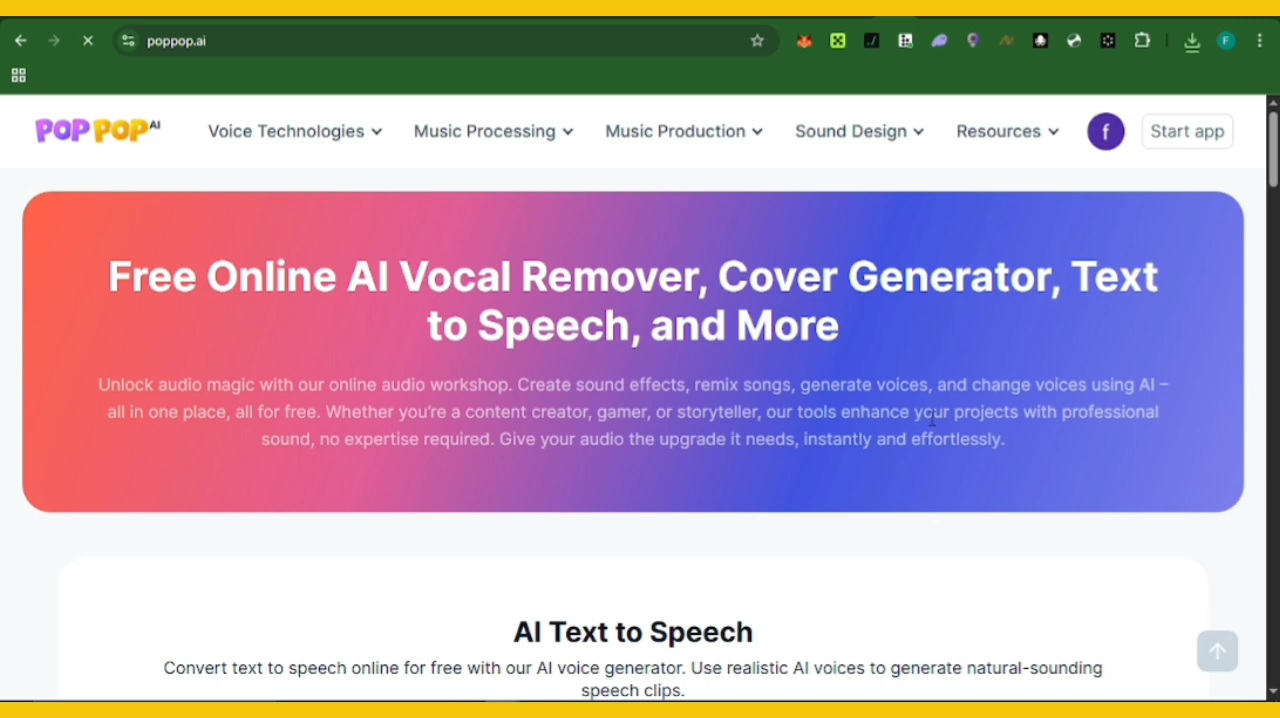 poppop.ai
F
POP POP AI
Voice Technologies
Music Processing
Music Production
Sound Design
Resources
f
Start app
Free Online AI Vocal Remover, Cover Generator, Text
to Speech, and More
Unlock audio magic with our online audio workshop. Create sound effects, remix songs, generate voices, and change voices using AI –
all in one place, all for free. Whether you're a content creator, gamer, or storyteller, our tools enhance your projects with professional
sound, no expertise required. Give your audio the upgrade it needs, instantly and effortlessly.
AI Text to Speech
Convert text to speech online for free with our AI voice generator. Use realistic AI voices to generate natural-sounding
speech clips.